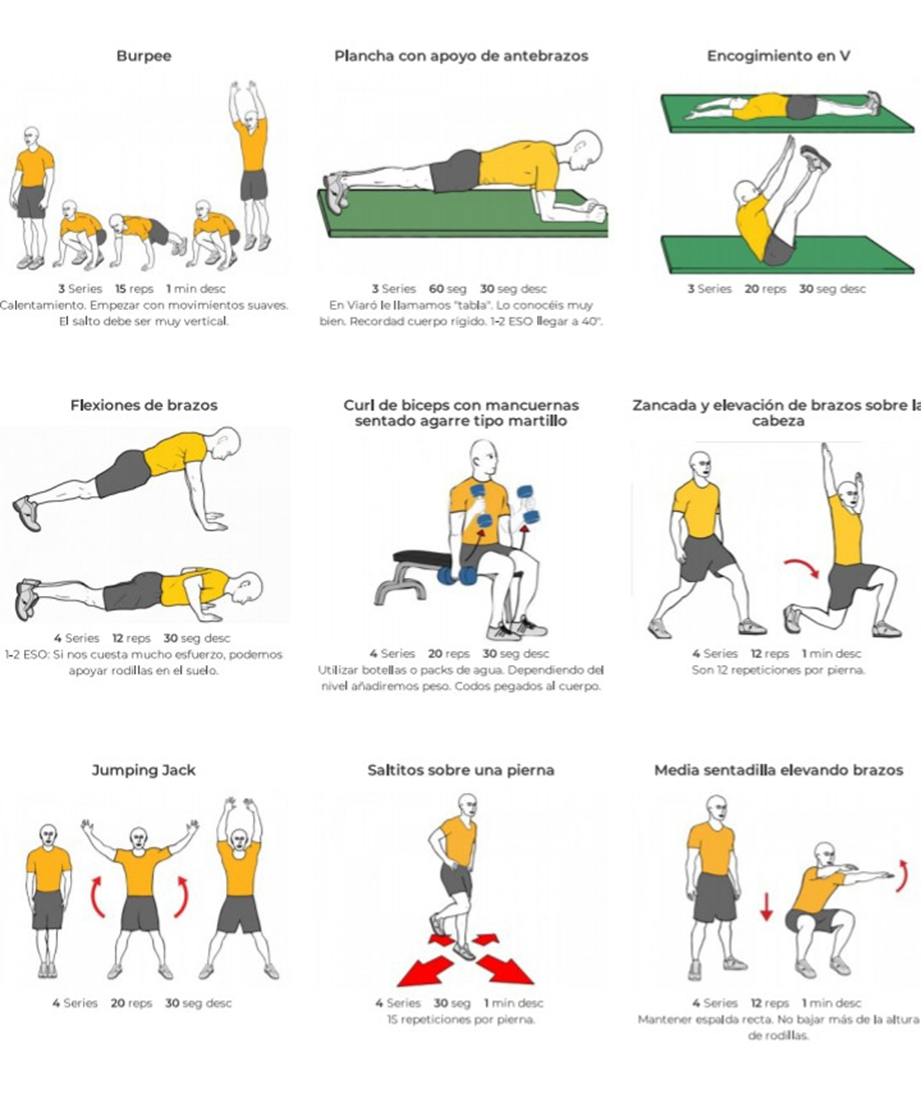 Burpee
3 Series 15 reps 1 min desc
Calentamiento. Empezar con movimientos suaves.
El salto debe ser muy vertical.
Plancha con apoyo de antebrazos
3 Series 60 seg 30 seg desc
En Viaró le llamamos "tabla". Lo conocéis muy
bien. Recordad cuerpo rígido. 1-2 ESO llegar a 40".
Encogimiento en V
3 Series 20 reps 30 seg desc
Flexiones de brazos
4 Series 12 reps 30 seg desc
1-2 ESO: Si nos cuesta mucho esfuerzo, podemos
apoyar rodillas en el suelo.
Curl de biceps con mancuernas
sentado agarre tipo martillo
4 Series 20 reps 30 seg desc
Utilizar botellas o packs de agua. Dependiendo del
nivel añadiremos peso. Codos pegados al cuerpo.
Zancada y elevación de brazos sobre la
cabeza
4 Series 12 reps 1 min desc
Son 12 repeticiones por pierna.
Jumping Jack
4 Series 20 reps 30 seg desc
Saltitos sobre una pierna
4 Series 30 seg 1 min desc
15 repeticiones por pierna.
Media sentadilla elevando brazos
4 Series 12 reps 1 min desc
Mantener espalda recta. No bajar más de la altura
de rodillas.